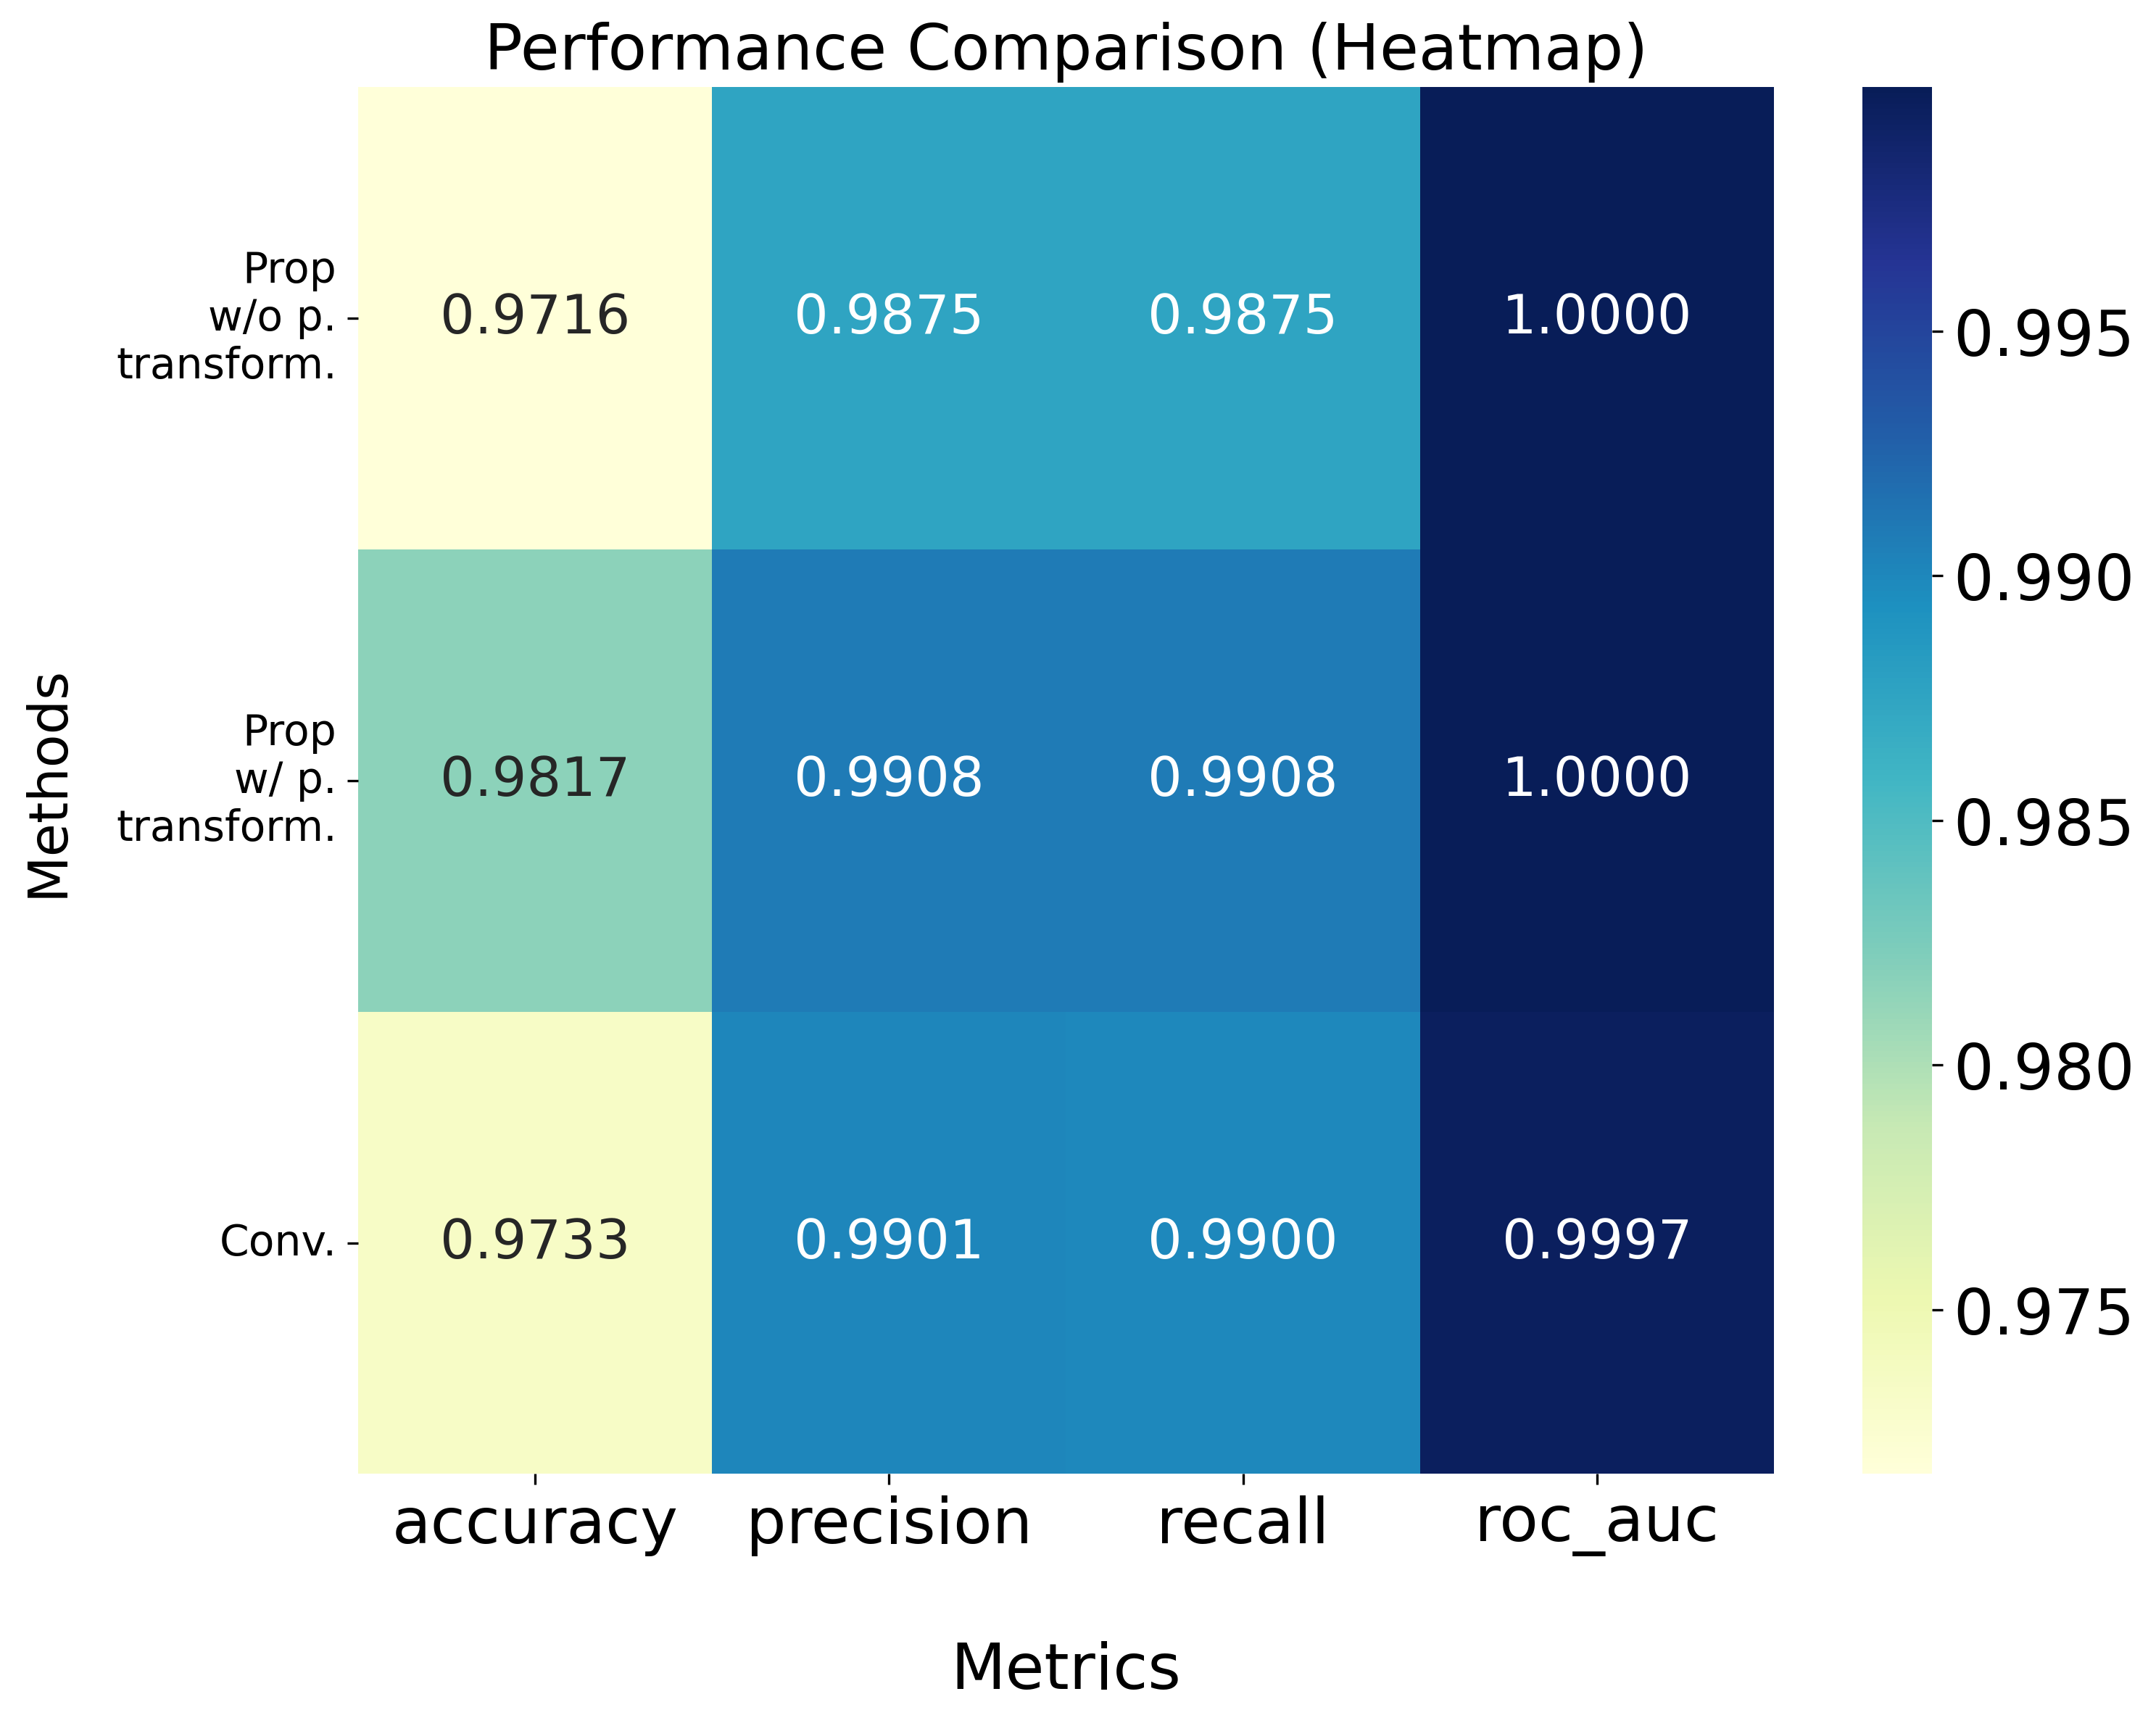 Performance Comparison (Heatmap)
Methods
Prop
w/o p.
transform.
0.9716 0.9875 0.9875 1.0000
Prop
w/ p.
transform.
0.9817 0.9908 0.9908 1.0000
Conv.
0.9733 0.9901 0.9900 0.9997
accuracy precision recall roc_auc
Metrics
0.995
0.990
0.985
0.980
0.975